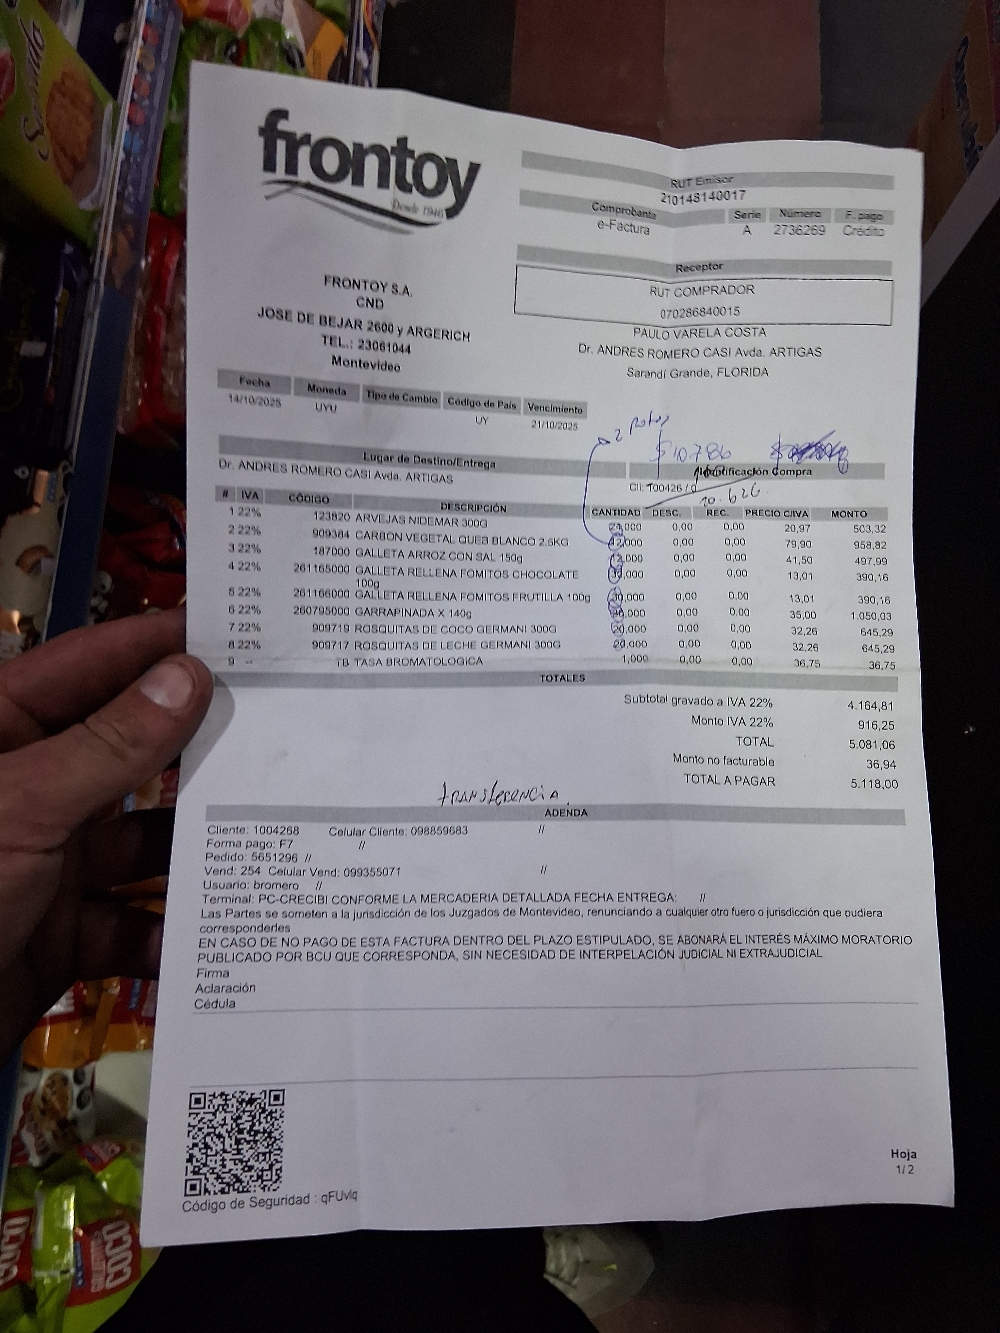 frontoy
Desde 1946
RUT Emisor
210148140017
Comprobante Serie Número F. pago
e-Factura A 2736269 Crédito
Receptor
RUT COMPRADOR
070286840015
PAULO VARELA COSTA
Dr. ANDRES ROMERO CASI Avda. ARTIGAS
Sarandí Grande, FLORIDA
FRONTOY S.A.
CND
JOSE DE BEJAR 2600 y ARGERICH
TEL.: 23061044
Montevideo
Fecha Moneda Tipo de Cambio Código de País Vencimiento
14/10/2025 UYU UY 21/10/2025
2 rotos
$10.786
Lugar de Destino/Entrega
Dr. ANDRES ROMERO CASI Avda. ARTIGAS
Identificación Compra
10.626.
# IVA CÓDIGO DESCRIPCIÓN CANTIDAD DESC. REC. PRECIO C/IVA MONTO
1 22% 123820 ARVEJAS NIDEMAR 300G 0,00 0,00 20,97 503,32
2 22% 909384 CARBON VEGETAL QUEB BLANCO 2.5KG 12,000 0,00 0,00 79,90 958,82
3 22% 187000 GALLETA ARROZ CON SAL 150g 12,000 0,00 0,00 41,50 497,99
4 22% 261165000 GALLETA RELLENA FOMITOS CHOCOLATE 100g 30,000 0,00 0,00 13,01 390,16
5 22% 261166000 GALLETA RELLENA FOMITOS FRUTILLA 100g 30,000 0,00 0,00 13,01 390,16
6 22% 260795000 GARRAPINADA X 140g 0,00 0,00 35,00 1.050,03
7 22% 909719 ROSQUITAS DE COCO GERMANI 300G 20,000 0,00 0,00 32,26 645,29
8 22% 909717 ROSQUITAS DE LECHE GERMANI 300G 20,000 0,00 0,00 32,26 645,29
9 -- TB TASA BROMATOLOGICA 1,000 0,00 0,00 36,75 36,75
TOTALES
Subtotal gravado a IVA 22% 4.164,81
Monto IVA 22% 916,25
TOTAL 5.081,06
Monto no facturable 36,94
TOTAL A PAGAR 5.118,00
transferencia
ADENDA
Cliente: 1004268 Celular Cliente: 098859683 //
Forma pago: F7 //
Pedido: 5651296 //
Vend: 254 Celular Vend: 099355071 //
Usuario: bromero //
Terminal: PC-CRECIBI CONFORME LA MERCADERIA DETALLADA FECHA ENTREGA: //
Las Partes se someten a la jurisdicción de los Juzgados de Montevideo, renunciando a cualquier otro fuero o jurisdicción que pudiera
corresponderles
EN CASO DE NO PAGO DE ESTA FACTURA DENTRO DEL PLAZO ESTIPULADO, SE ABONARÁ EL INTERÉS MÁXIMO MORATORIO
PUBLICADO POR BCU QUE CORRESPONDA, SIN NECESIDAD DE INTERPELACIÓN JUDICIAL NI EXTRAJUDICIAL
Firma
Aclaración
Cédula
Código de Seguridad : qFUvlq
Hoja
1/2
COCO